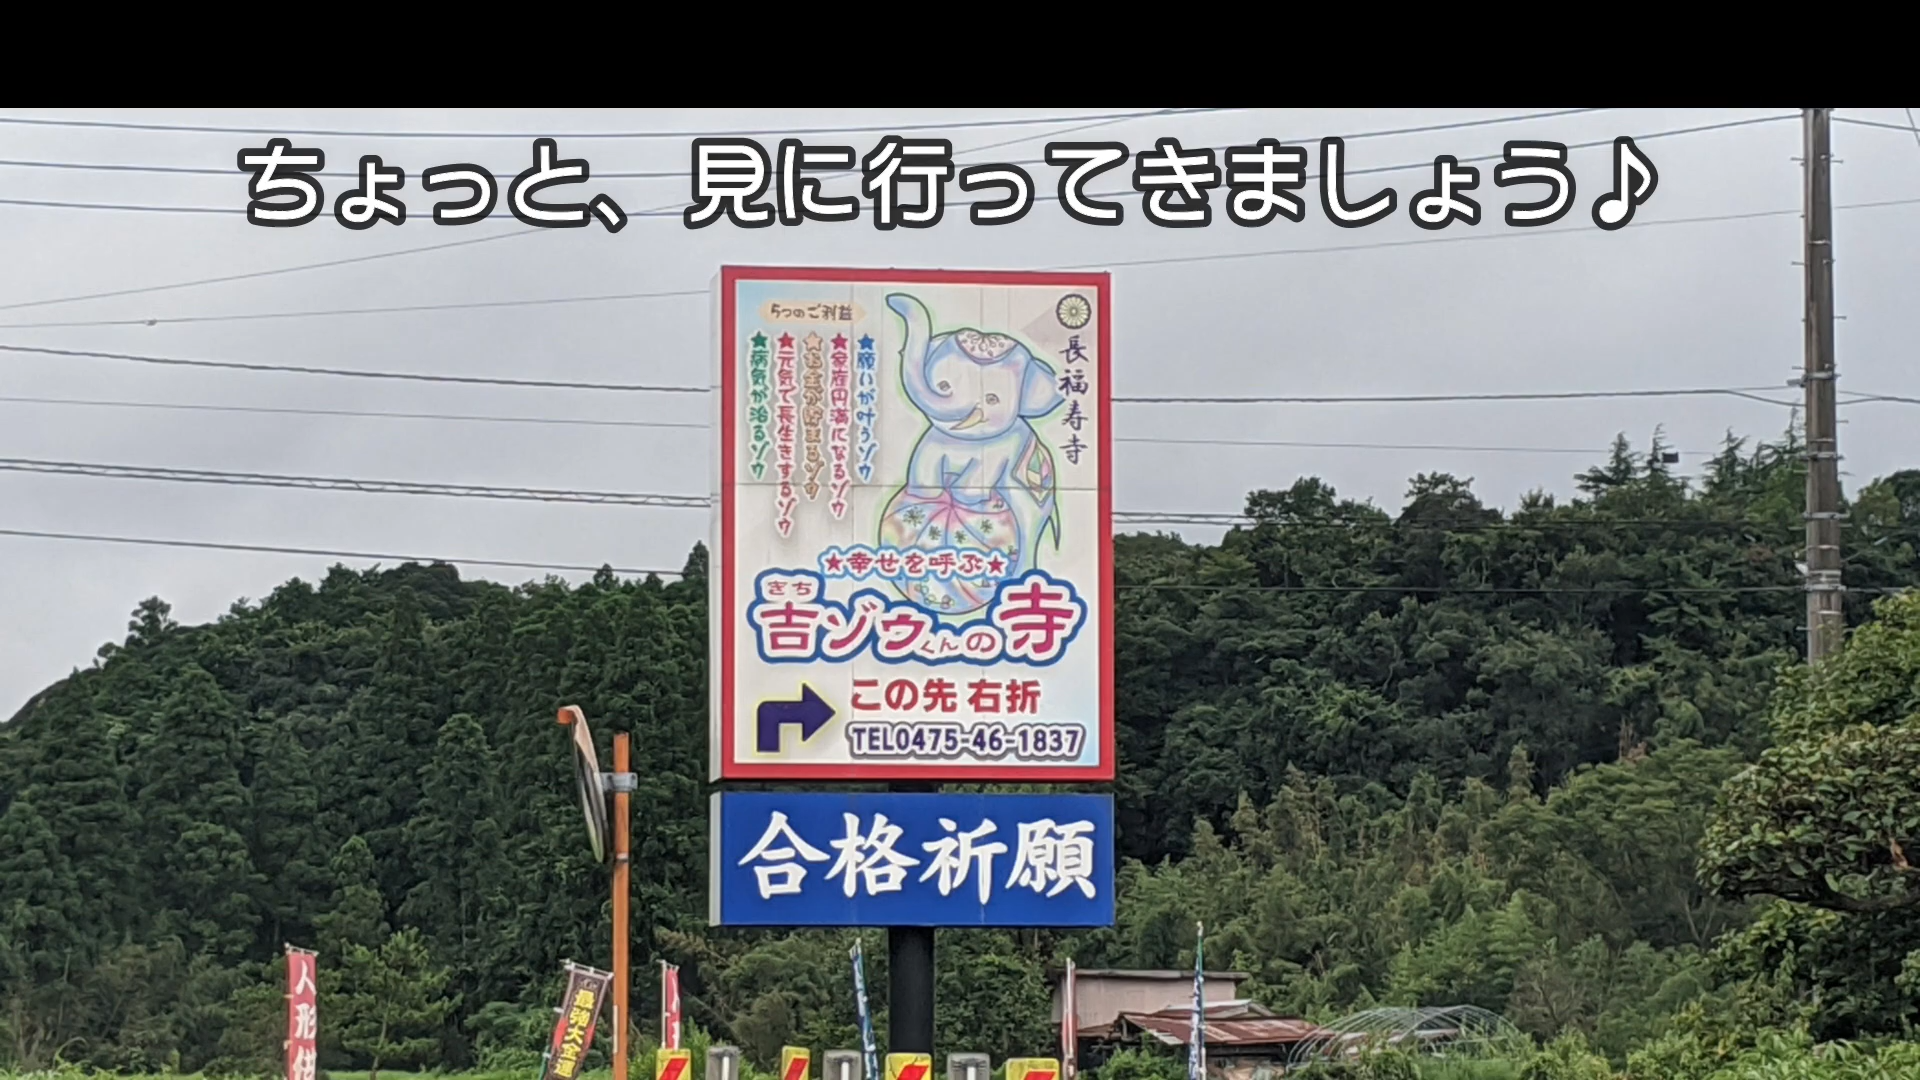 ちょっと、見に行ってきましょう♪
5つのご利益
長福寿寺
★願いが叶うゾウ
★家庭円満になるゾウ
★お金が貯まるゾウ
★元気で長生きするゾウ
★病気が治るゾウ
★幸せを呼ぶ★
きち
吉ゾウくんの寺
この先 右折
TEL0475-46-1837
合格祈願
人形供
最強大金運
人